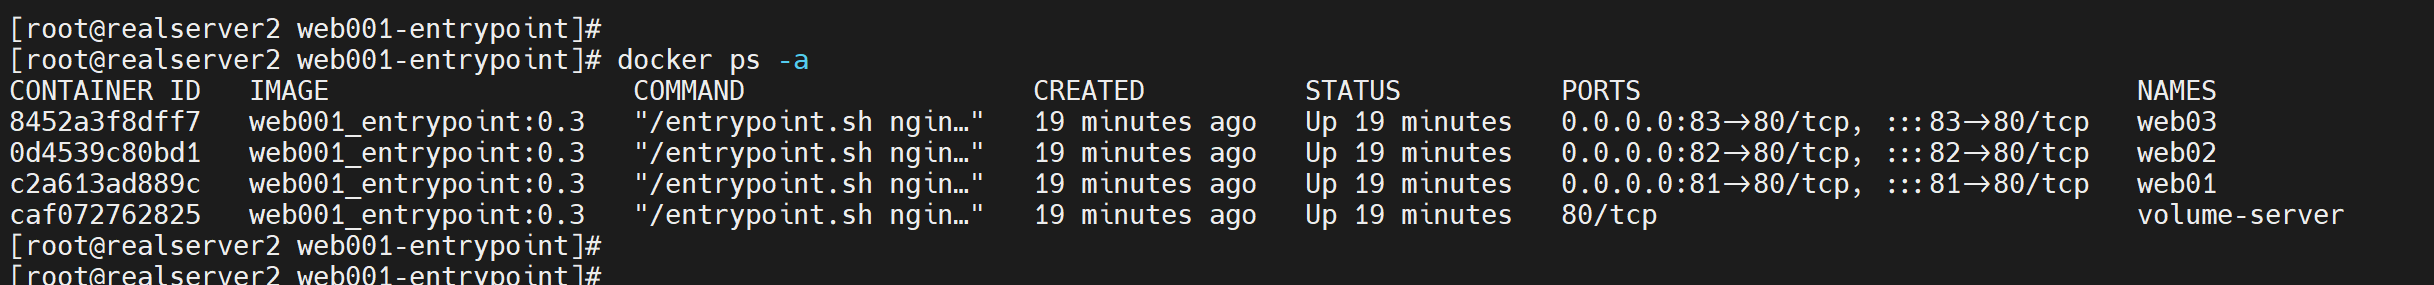 [root@realserver2 web001-entrypoint]#
[root@realserver2 web001-entrypoint]# docker ps -a
CONTAINER ID   IMAGE                   COMMAND                  CREATED          STATUS          PORTS                               NAMES
8452a3f8dff7   web001_entrypoint:0.3   "/entrypoint.sh ngin…"   19 minutes ago   Up 19 minutes   0.0.0.0:83->80/tcp, :::83->80/tcp   web03
0d4539c80bd1   web001_entrypoint:0.3   "/entrypoint.sh ngin…"   19 minutes ago   Up 19 minutes   0.0.0.0:82->80/tcp, :::82->80/tcp   web02
c2a613ad889c   web001_entrypoint:0.3   "/entrypoint.sh ngin…"   19 minutes ago   Up 19 minutes   0.0.0.0:81->80/tcp, :::81->80/tcp   web01
caf072762825   web001_entrypoint:0.3   "/entrypoint.sh ngin…"   19 minutes ago   Up 19 minutes   80/tcp                              volume-server
[root@realserver2 web001-entrypoint]#
[root@realserver2 web001-entrypoint]#